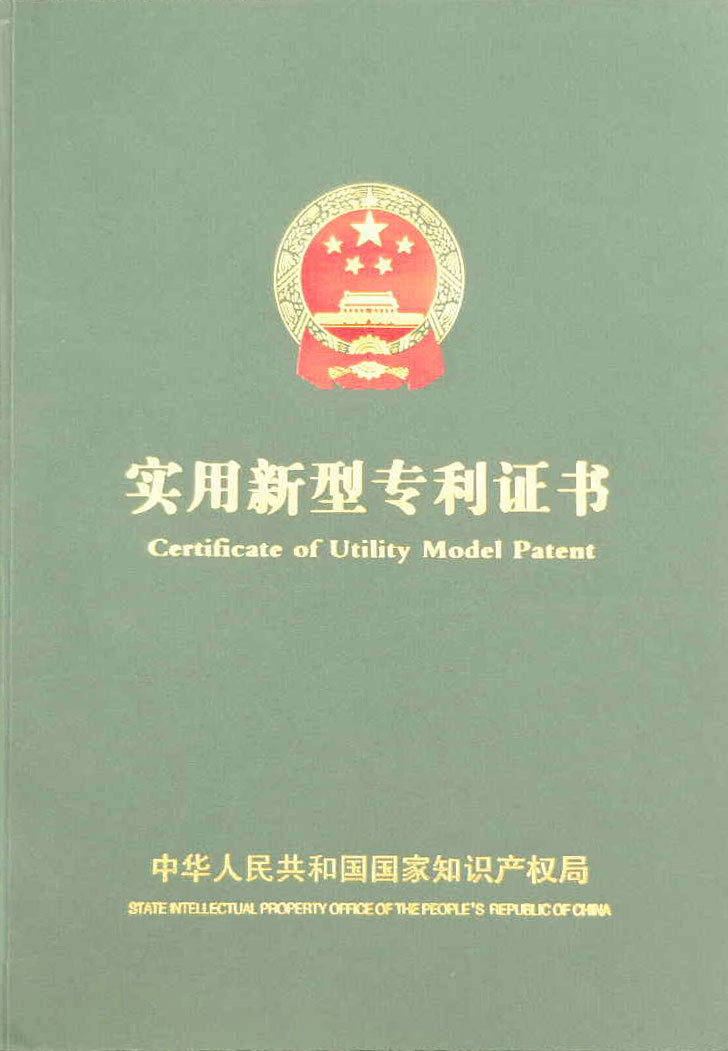 实用新型专利证书
Certificate of Utility Model Patent
中华人民共和国国家知识产权局
STATE INTELLECTUAL PROPERTY OFFICE OF THE PEOPLE'S REPUBLIC OF CHINA